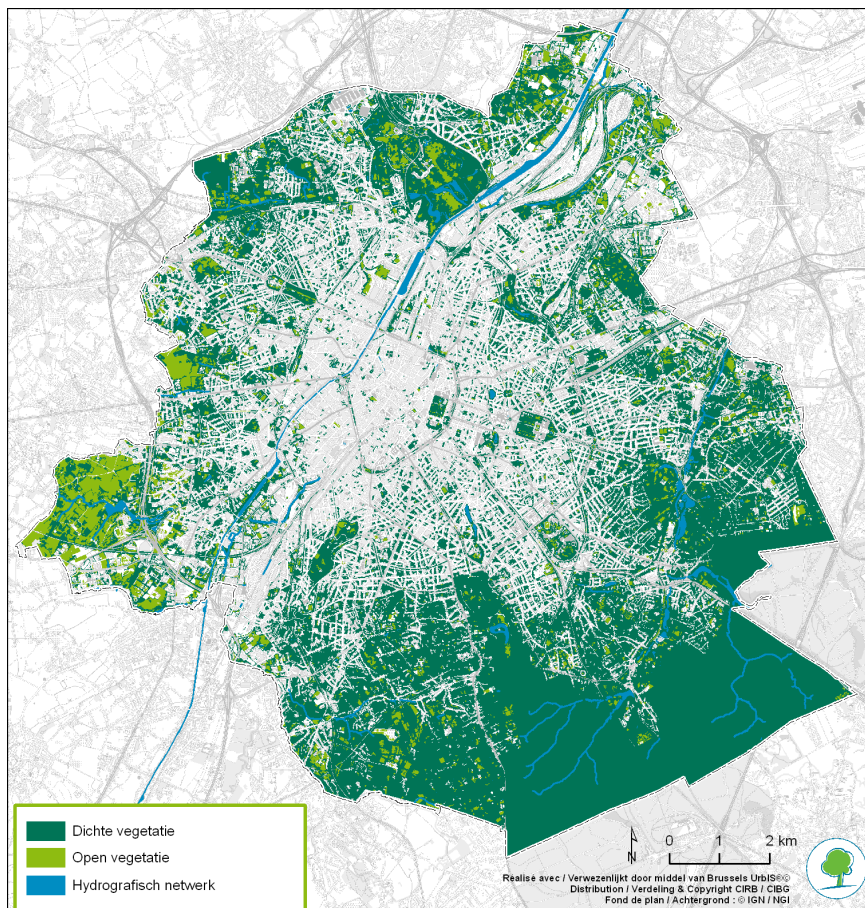 Dichte vegetatie
Open vegetatie
Hydrografisch netwerk
N
0 1 2 km
Réalisé avec / Verwezenlijkt door middel van Brussels UrbIS®©
Distribution / Verdeling & Copyright CIRB / CIBG
Fond de plan / Achtergrond : © IGN / NGI